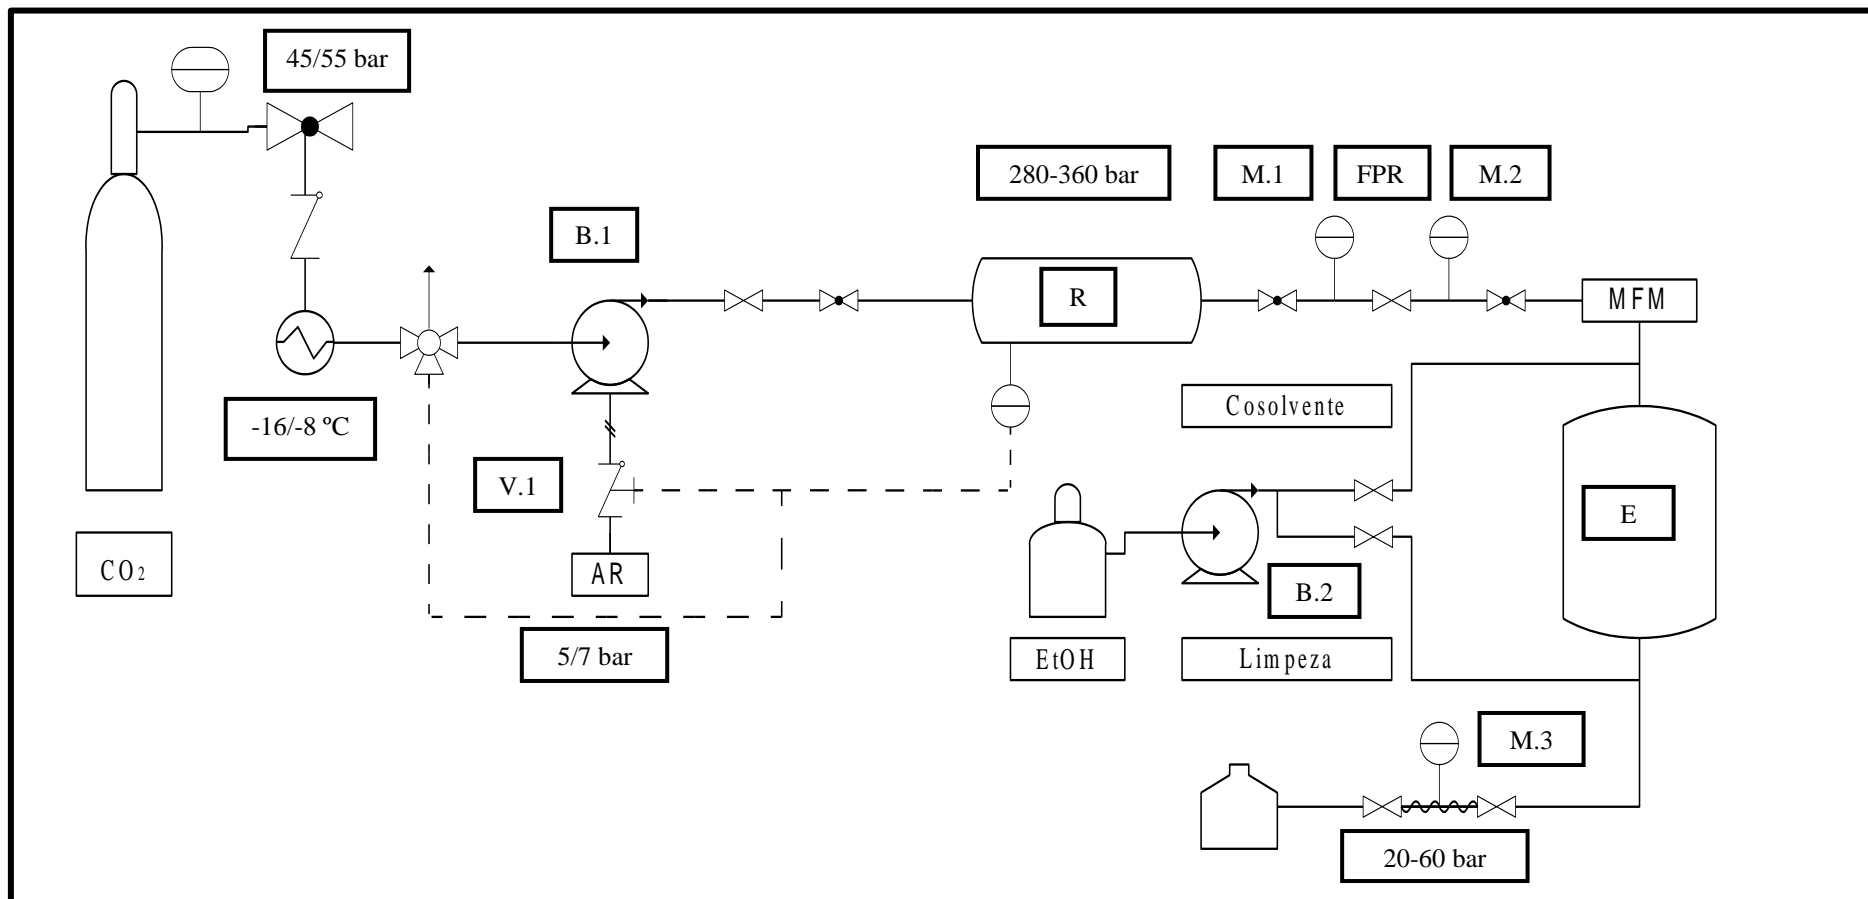 45/55 bar
280-360 bar
M.1
FPR
M.2
B.1
R
MFM
Cosolvente
-16/-8 ºC
V.1
E
CO₂
AR
B.2
5/7 bar
EtOH
Limpeza
M.3
20-60 bar